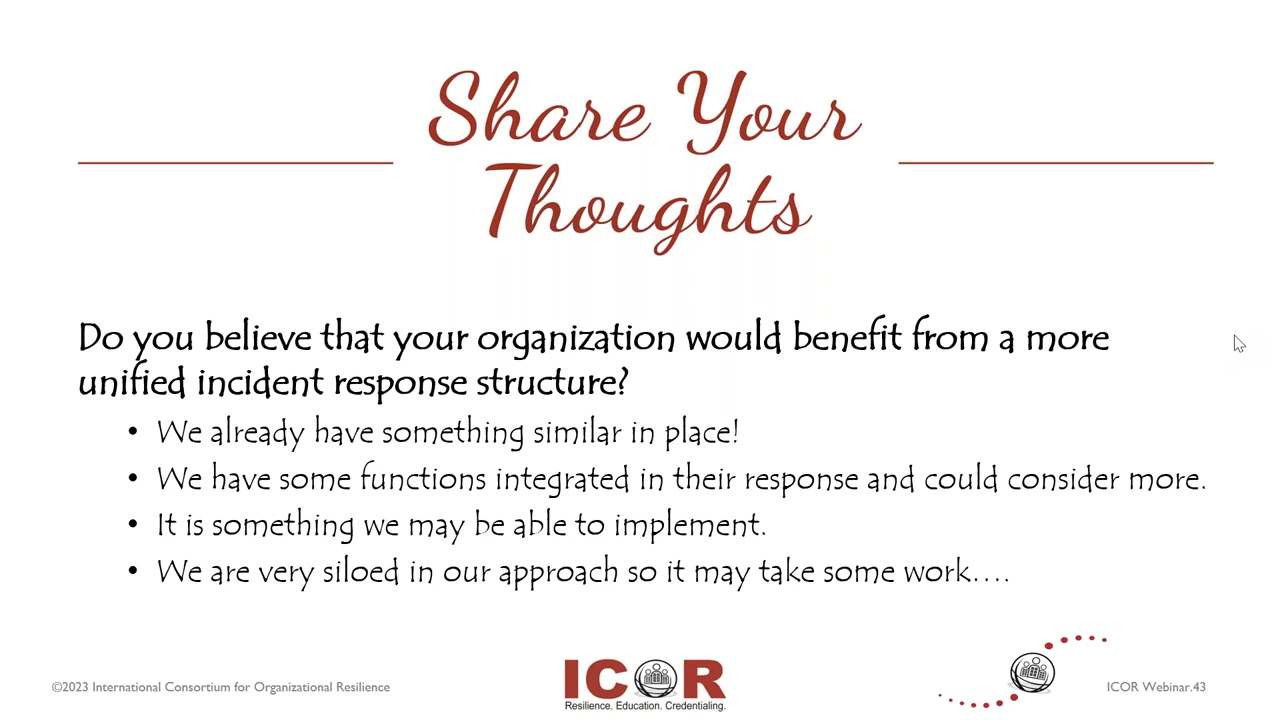 Share Your
Thoughts
Do you believe that your organization would benefit from a more
unified incident response structure?
• We already have something similar in place!
• We have some functions integrated in their response and could consider more.
• It is something we may be able to implement.
• We are very siloed in our approach so it may take some work....
©2023 International Consortium for Organizational Resilience
ICOR
Resilience. Education. Credentialing.
ICOR Webinar.43